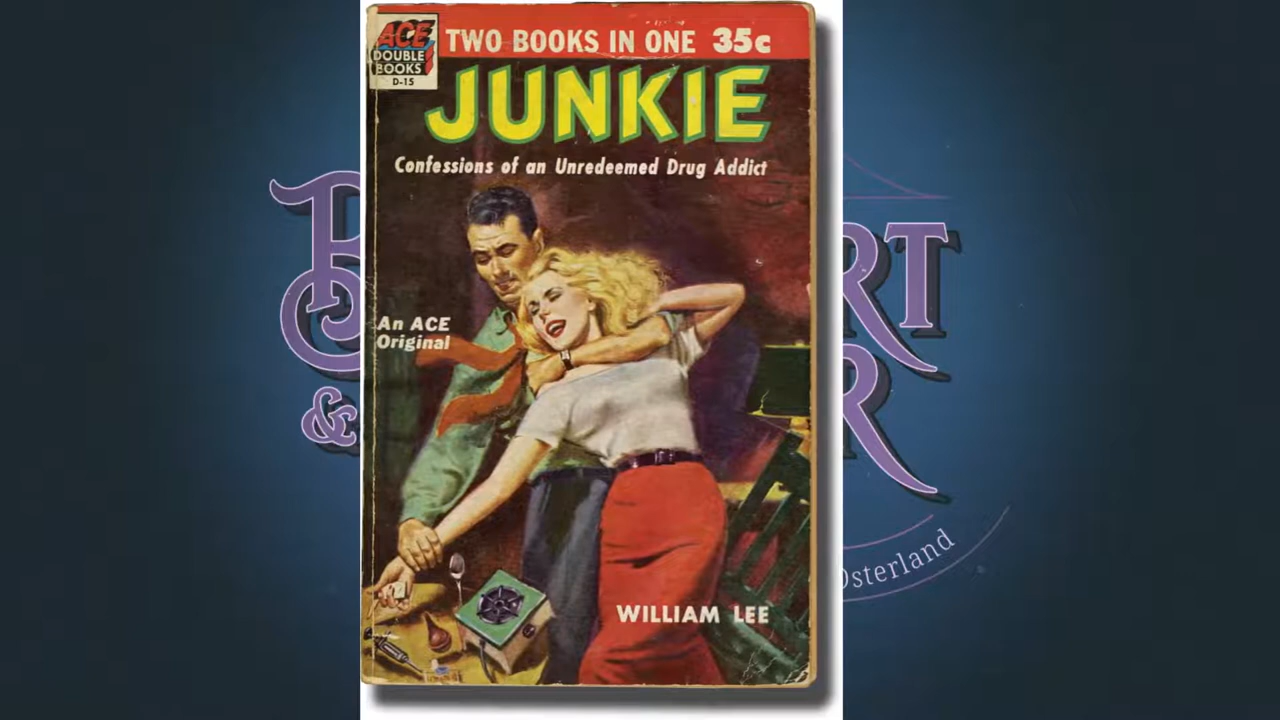 ACE
DOUBLE
BOOKS
D-15
TWO BOOKS IN ONE 35c
JUNKIE
Confessions of an Unredeemed Drug Addict
An ACE
Original
WILLIAM LEE
&
Osterland